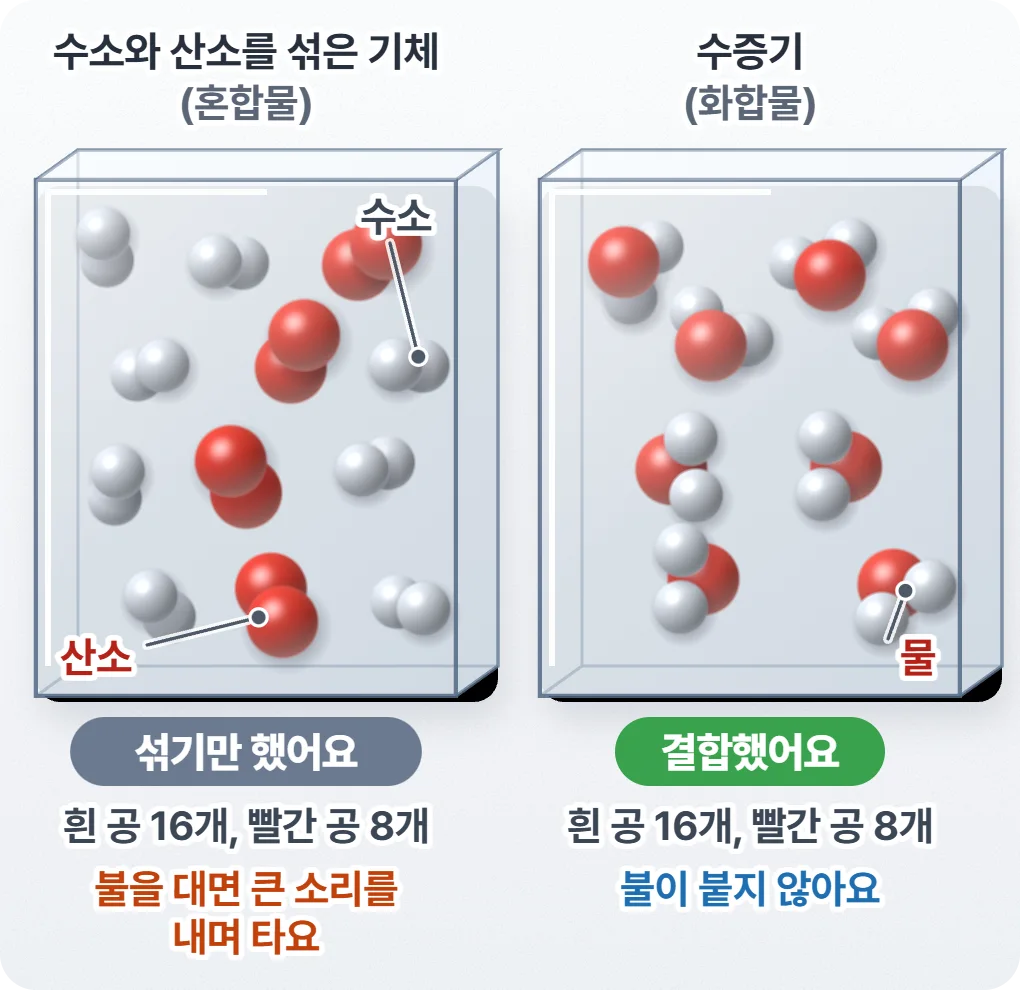 수소와 산소를 섞은 기체
(혼합물)
수소
산소
섞기만 했어요
흰 공 16개, 빨간 공 8개
불을 대면 큰 소리를
내며 타요
수증기
(화합물)
물
결합했어요
흰 공 16개, 빨간 공 8개
불이 붙지 않아요